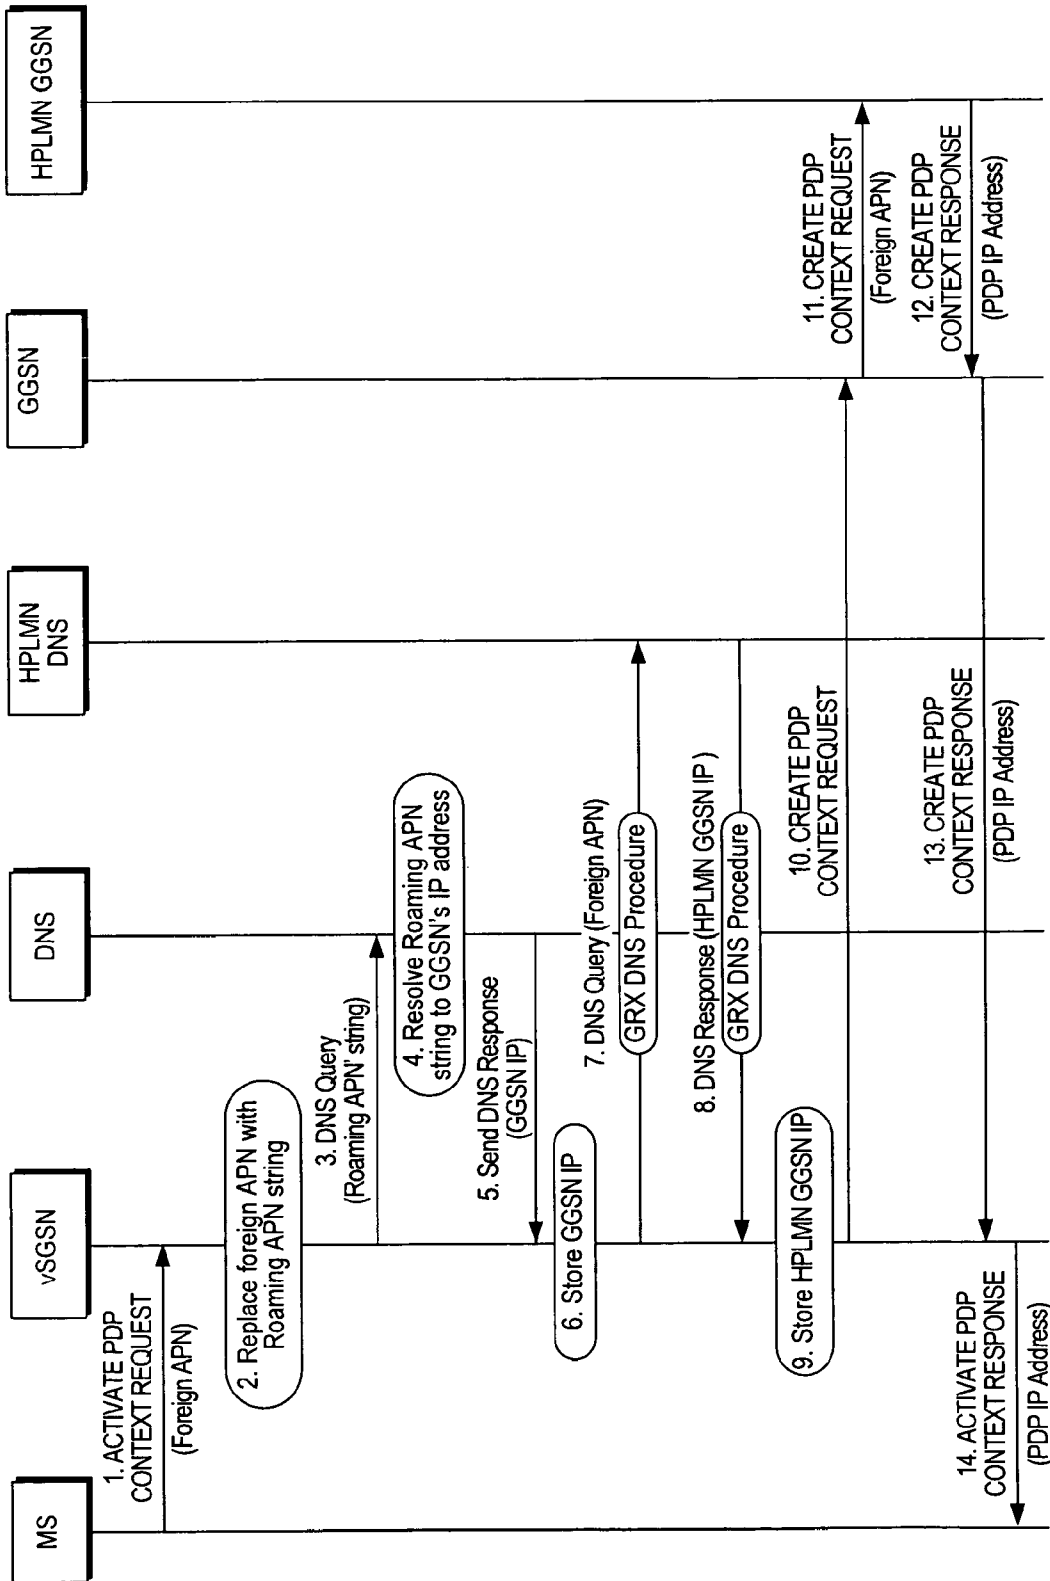 MS
vSGSN
DNS
HPLMN
DNS
GGSN
HPLMN GGSN
1. ACTIVATE PDP
CONTEXT REQUEST
(Foreign APN)
2. Replace foreign APN with
Roaming APN string
3. DNS Query
(Roaming APN' string)
4. Resolve Roaming APN
string to GGSN's IP address
5. Send DNS Response
(GGSN IP)
6. Store GGSN IP
7. DNS Query (Foreign APN)
GRX DNS Procedure
8. DNS Response (HPLMN GGSN IP )
GRX DNS Procedure
9. Store HPLMN GGSN IP
10. CREATE PDP
CONTEXT REQUEST
11. CREATE PDP
CONTEXT REQUEST
(Foreign APN)
12. CREATE PDP
CONTEXT RESPONSE
(PDP IP Address)
13. CREATE PDP
CONTEXT RESPONSE
(PDP IP Address)
14. ACTIVATE PDP
CONTEXT RESPONSE
(PDP IP Address)